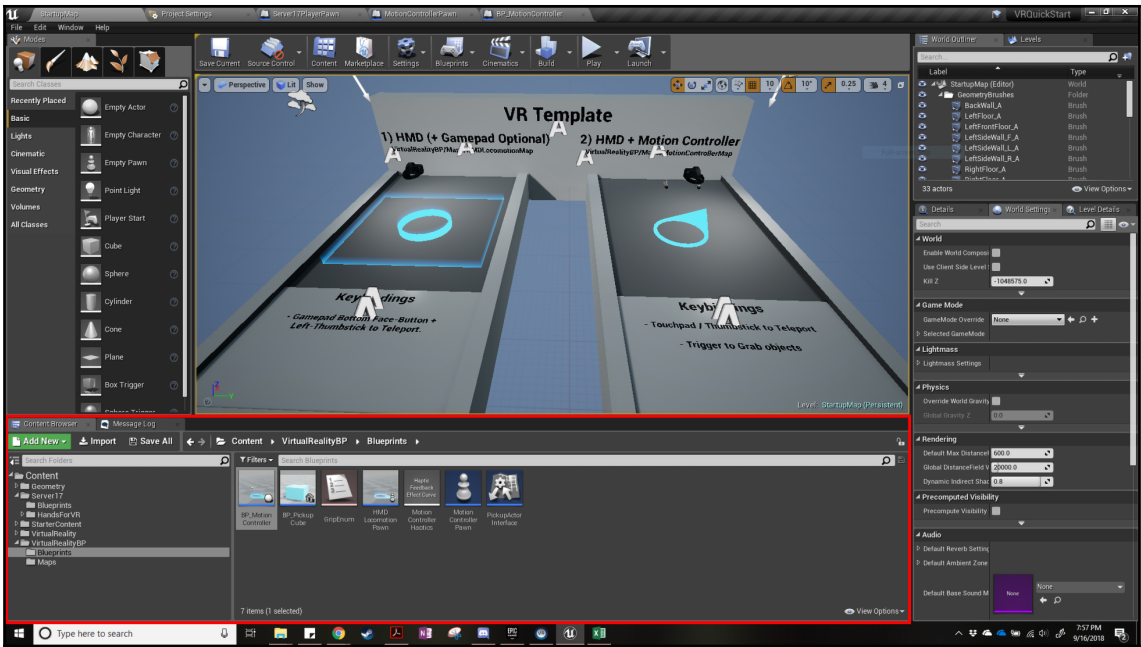 StartupMap
Project Settings
Server17PlayerPawn
MotionControllerPawn
BP_MotionController
VRQuickStart
File Edit Window Help
Modes
Search Classes
Recently Placed
Basic
Lights
Cinematic
Visual Effects
Geometry
Volumes
All Classes
Empty Actor
Empty Character
Empty Pawn
Point Light
Player Start
Cube
Sphere
Cylinder
Cone
Plane
Box Trigger
Sphere Trigger
Save Current Source Control Content Marketplace Settings Blueprints Cinematics Build Play Launch
Perspective Lit Show
10 10° 0.25 4
VR Template
1) HMD (+ Gamepad Optional)
2) HMD + Motion Controller
- Gamepad Bottom Face-Button +
Left-Thumbstick to Teleport.
- Touchpad / Thumbstick to Teleport
- Trigger to Grab objects
Level: StartupMap (Persistent)
World Outliner Levels
Search...
Label Type
StartupMap (Editor) World
GeometryBrushes Folder
BackWall_A Brush
LeftFloor_A Brush
LeftFrontFloor_A Brush
LeftSideWall_F_A Brush
LeftSideWall_L_A Brush
LeftSideWall_R_A Brush
RightFloor_A Brush
33 actors View Options
Details World Settings Level Details
Search
World
Enable World Composi
Use Client Side Level
Kill Z -1048575.0
Game Mode
GameMode Override None
Selected GameMode
Lightmass
Lightmass Settings
Physics
Override World Gravity
Global Gravity Z 0.0
Rendering
Default Max Distance 600.0
Global DistanceField V 20000.0
Dynamic Indirect Shac 0.8
Precomputed Visibility
Precompute Visibility
Audio
Default Reverb Setting
Default Ambient Zone
Default Base Sound M None None
Content Browser Message Log
Add New Import Save All Content VirtualRealityBP Blueprints
Search Folders
Content
Geometry
Server17
Blueprints
HandsForVR
StarterContent
VirtualReality
VirtualRealityBP
Blueprints
Maps
Filters Search Blueprints
BP_Motion
Controller
BP_Pickup
Cube
GripEnum
HMD
Locomotion
Pawn
Haptic
Feedback
Effect Curve
Motion
Controller
Haptics
Motion
Controller
Pawn
PickupActor
Interface
7 items (1 selected) View Options
Type here to search
7:57 PM
9/16/2018